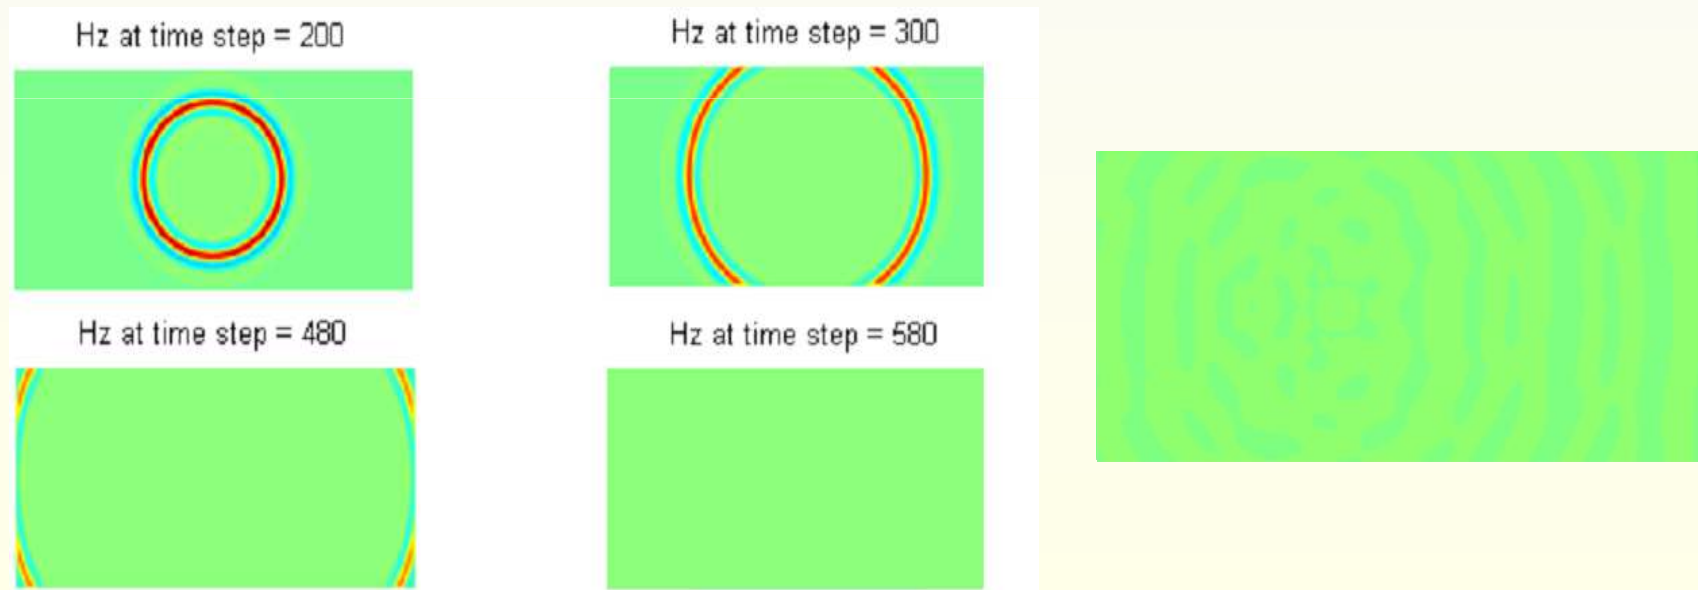 Hz at time step = 200
Hz at time step = 300
Hz at time step = 480
Hz at time step = 580